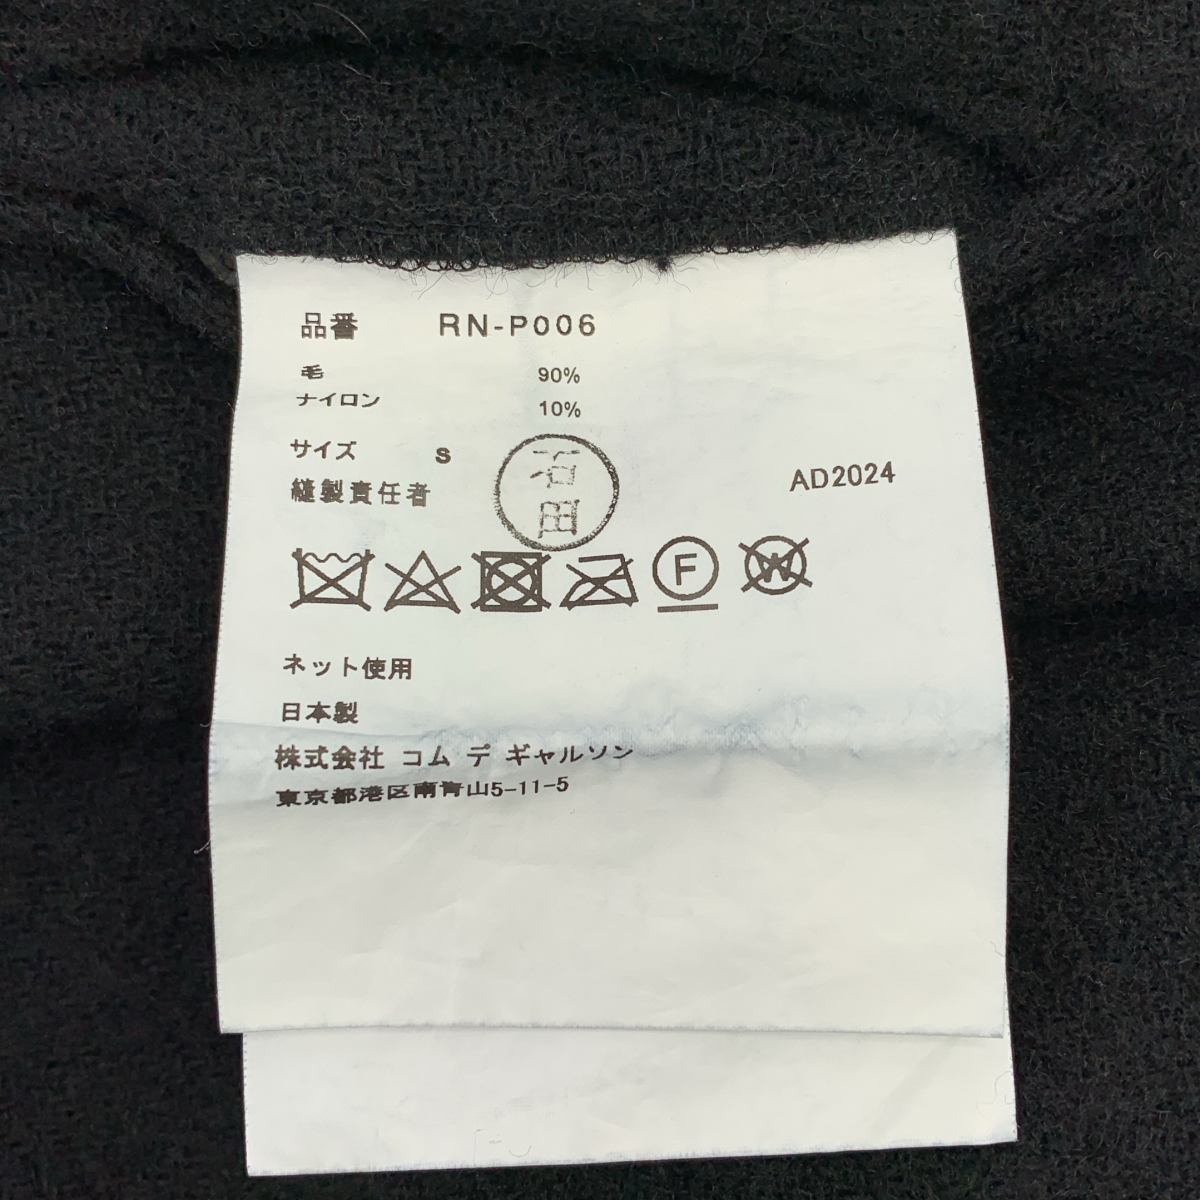 品番 RN-P006
毛 90%
ナイロン 10%
サイズ S
縫製責任者 石田
AD2024
F W
ネット使用
日本製
株式会社 コム デ ギャルソン
東京都港区南青山5-11-5